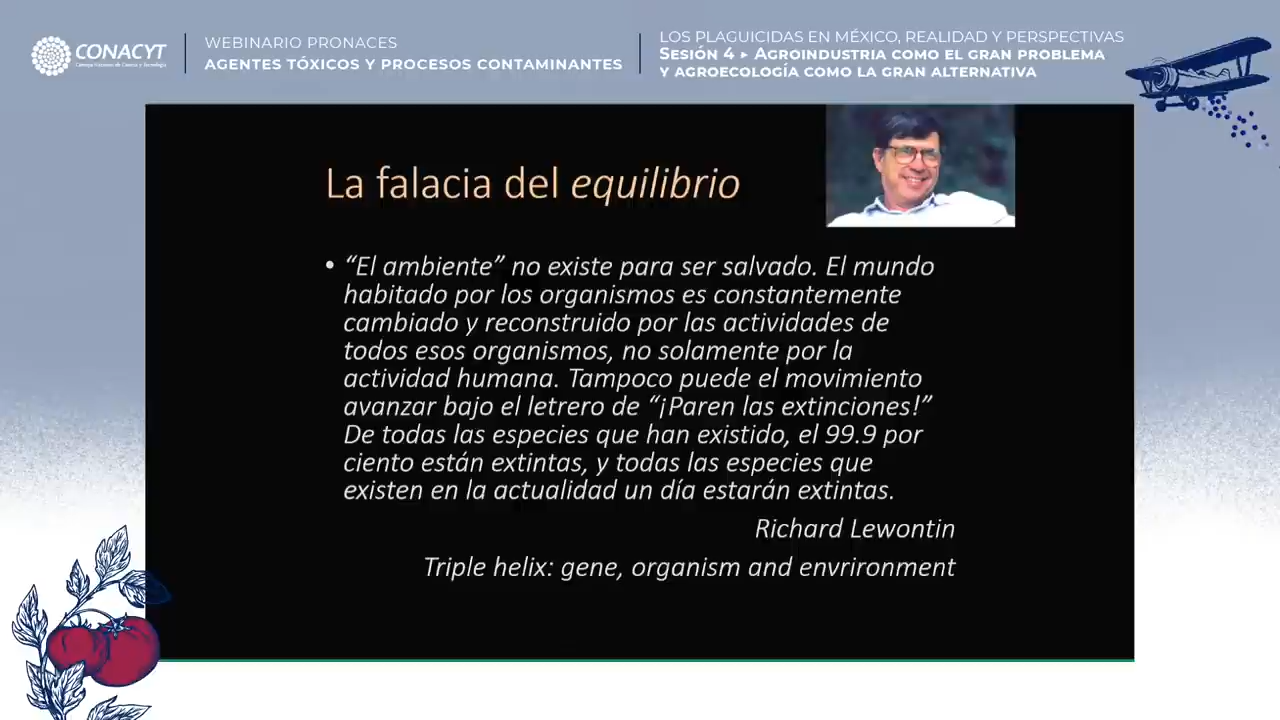 CONACYT
Consejo Nacional de Ciencia y Tecnología
WEBINARIO PRONACES
AGENTES TÓXICOS Y PROCESOS CONTAMINANTES
LOS PLAGUICIDAS EN MÉXICO, REALIDAD Y PERSPECTIVAS
SESIÓN 4 ▸ AGROINDUSTRIA COMO EL GRAN PROBLEMA
Y AGROECOLOGÍA COMO LA GRAN ALTERNATIVA
La falacia del equilibrio
• “El ambiente” no existe para ser salvado. El mundo
habitado por los organismos es constantemente
cambiado y reconstruido por las actividades de
todos esos organismos, no solamente por la
actividad humana. Tampoco puede el movimiento
avanzar bajo el letrero de “¡Paren las extinciones!”
De todas las especies que han existido, el 99.9 por
ciento están extintas, y todas las especies que
existen en la actualidad un día estarán extintas.
Richard Lewontin
Triple helix: gene, organism and envrironment